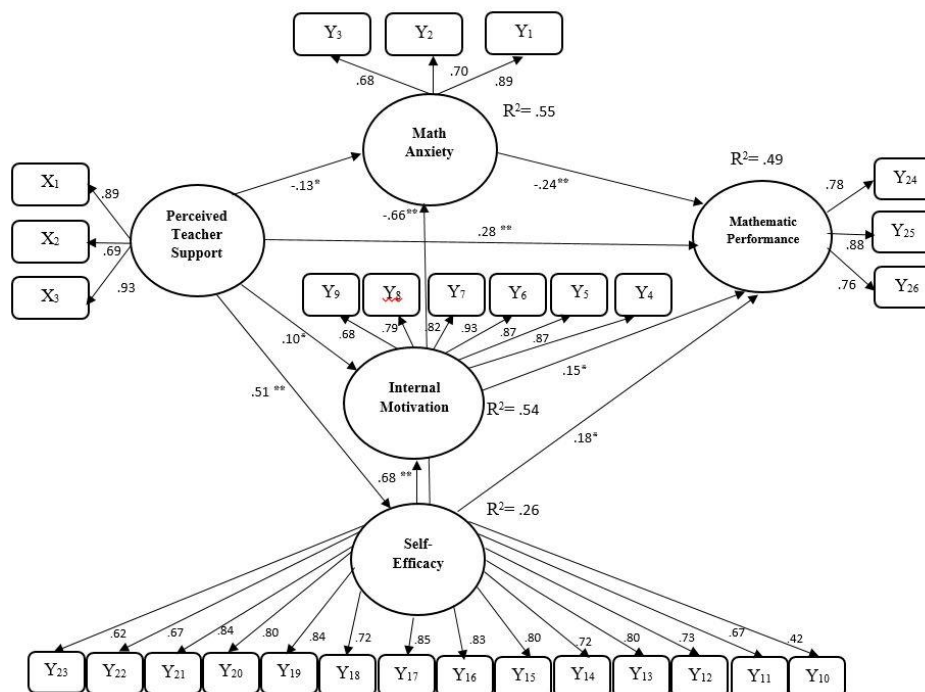 Y3 Y2 Y1
.68 .70 .89
R²= .55
Math
Anxiety
R²= .49
X1
.89
X2
.69
X3
.93
Perceived
Teacher
Support
-.13*
-.66**
-.24**
.28 **
Mathematic
Performance
.78
Y24
.88
Y25
.76
Y26
Y9 Y8 Y7 Y6 Y5 Y4
.68 .79 .82 .93 .87 .87
.10*
.51 **
Internal
Motivation
.15*
R²= .54
.18*
.68 **
R²= .26
Self-
Efficacy
.62 .67 .84 .80 .84 .72 .85 .83 .80 .72 .80 .73 .67 .42
Y23 Y22 Y21 Y20 Y19 Y18 Y17 Y16 Y15 Y14 Y13 Y12 Y11 Y10